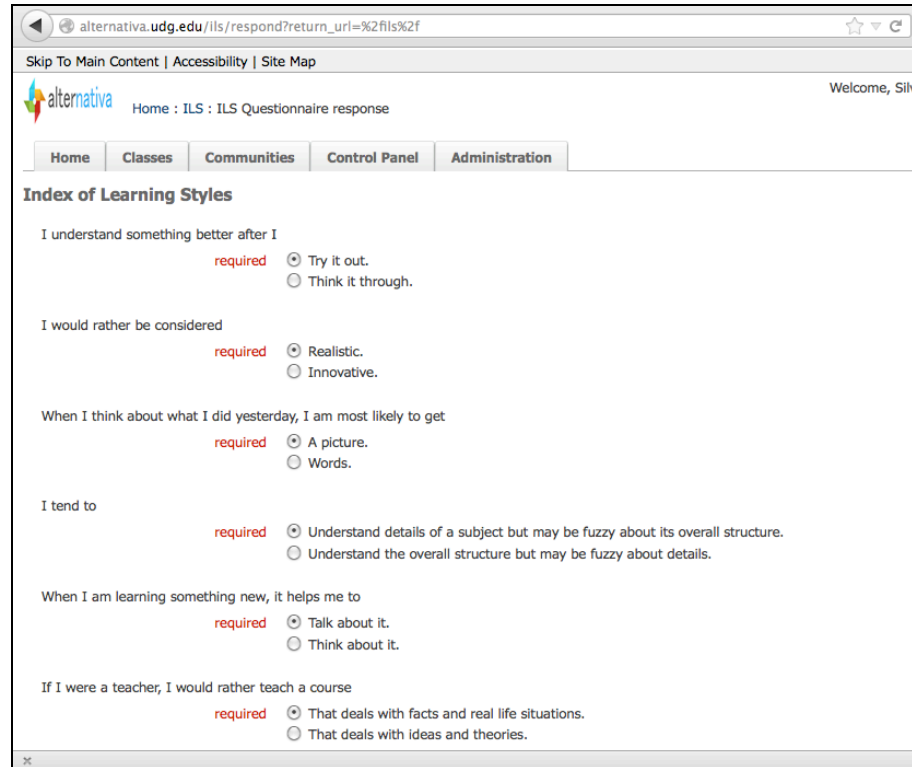 alternativa.udg.edu/ils/respond?return_url=%2fils%2f
Skip To Main Content | Accessibility | Site Map
alternativa
Home : ILS : ILS Questionnaire response
Welcome, Silv
Home Classes Communities Control Panel Administration
Index of Learning Styles
I understand something better after I
required Try it out.
Think it through.
I would rather be considered
required Realistic.
Innovative.
When I think about what I did yesterday, I am most likely to get
required A picture.
Words.
I tend to
required Understand details of a subject but may be fuzzy about its overall structure.
Understand the overall structure but may be fuzzy about details.
When I am learning something new, it helps me to
required Talk about it.
Think about it.
If I were a teacher, I would rather teach a course
required That deals with facts and real life situations.
That deals with ideas and theories.